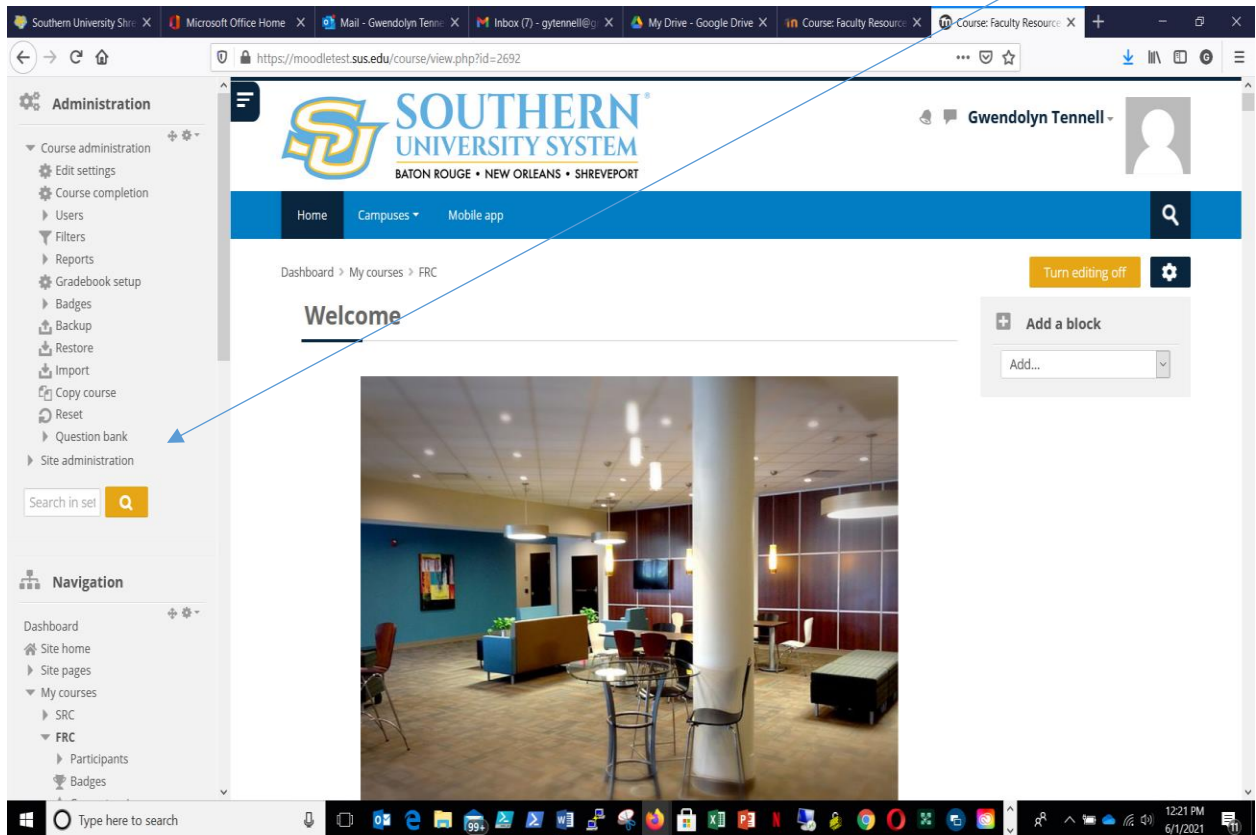 Southern University Shre
Microsoft Office Home
Mail - Gwendolyn Tenne
Inbox (7) - gytennell@g
My Drive - Google Drive
Course: Faculty Resource
Course: Faculty Resource
https://moodletest.sus.edu/course/view.php?id=2692
Administration
Course administration
Edit settings
Course completion
Users
Filters
Reports
Gradebook setup
Badges
Backup
Restore
Import
Copy course
Reset
Question bank
Site administration
Search in set
Navigation
Dashboard
Site home
Site pages
My courses
SRC
FRC
Participants
Badges
SU
SOUTHERN
UNIVERSITY SYSTEM
BATON ROUGE • NEW ORLEANS • SHREVEPORT
Gwendolyn Tennell
Home Campuses Mobile app
Dashboard > My courses > FRC
Turn editing off
Welcome
Add a block
Add...
Type here to search
99+
12:21 PM
6/1/2021